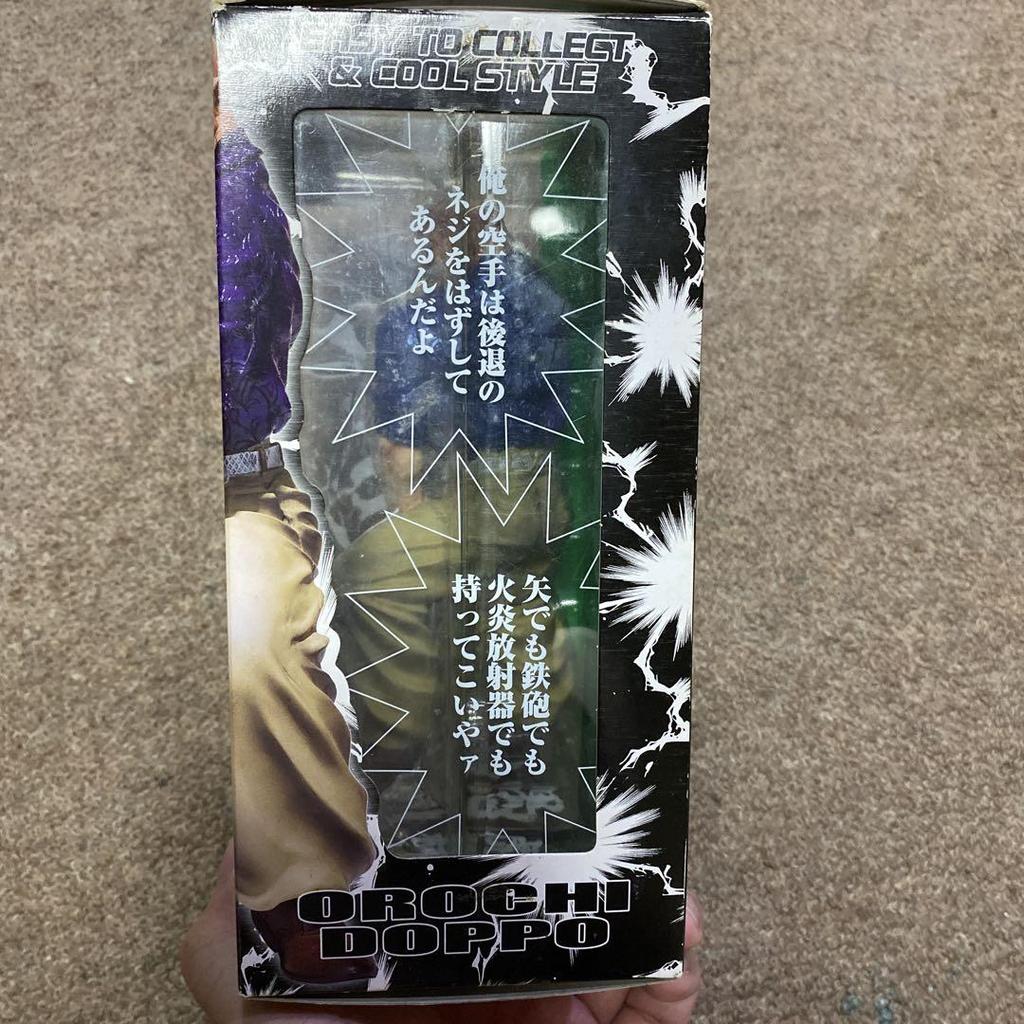 EASY TO COLLECT
& COOL STYLE
俺の空手は後退の
ネジをはずして
あるんだよ
矢でも鉄砲でも
火炎放射器でも
持ってこいやァ
OROCHI
DOPPO